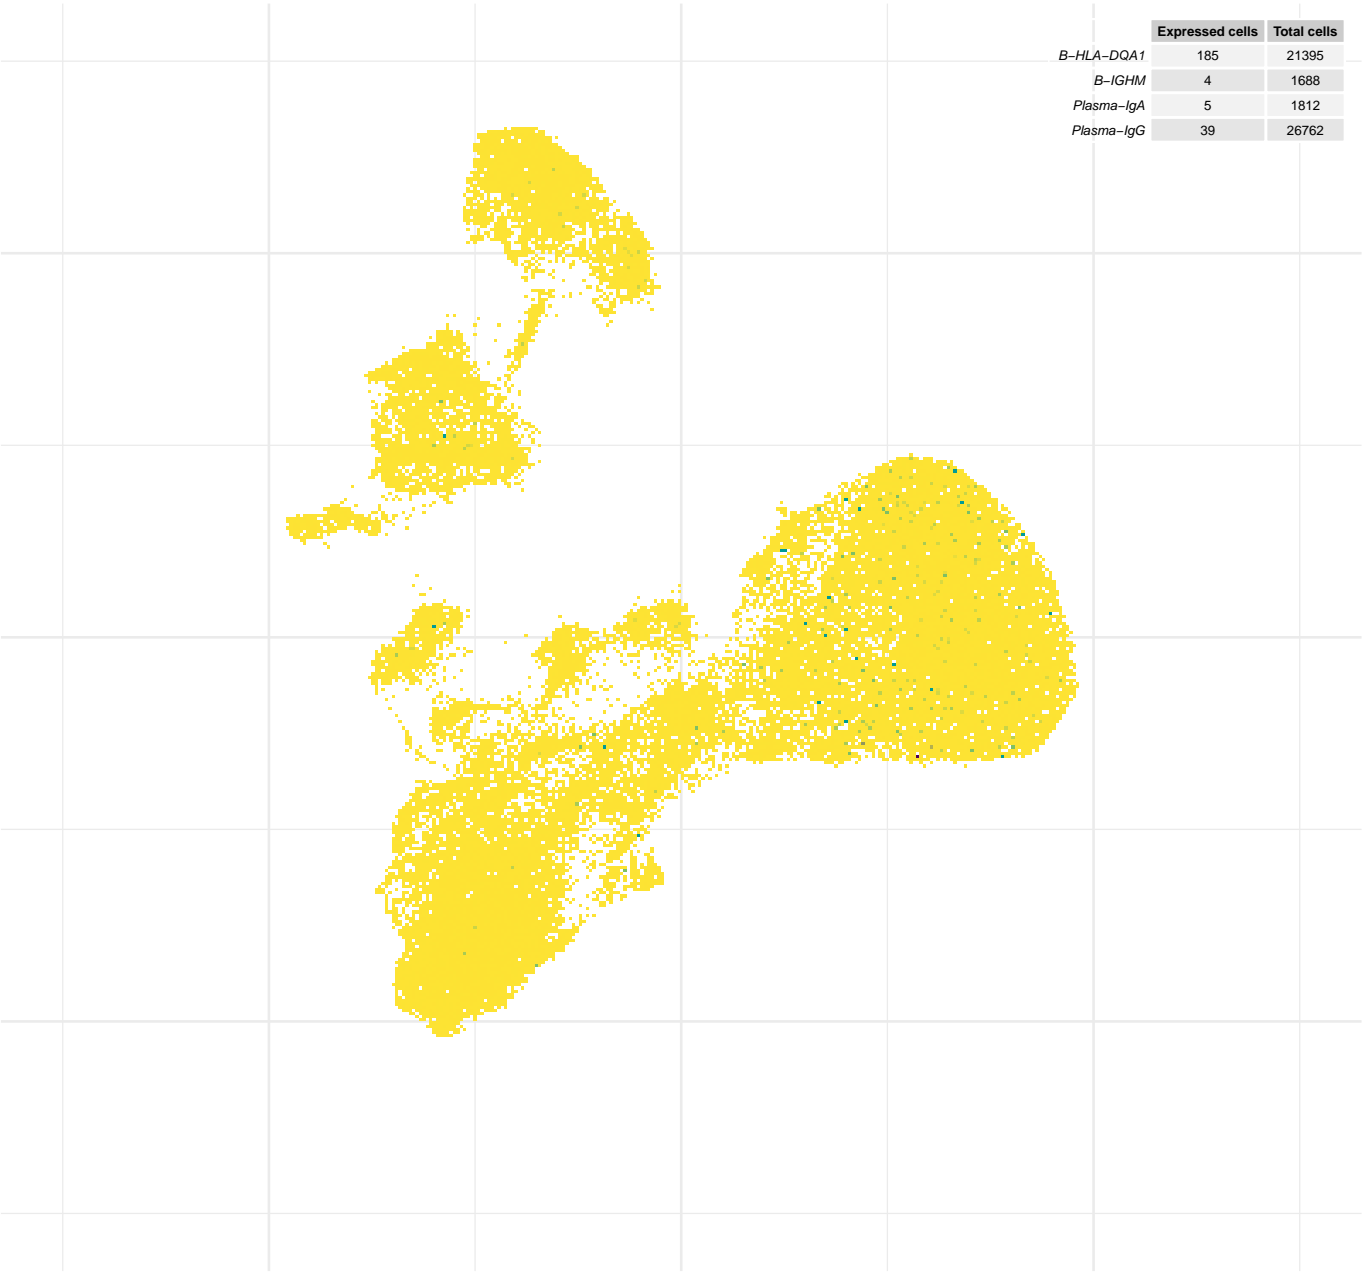 Expressed cells Total cells
B−HLA−DQA1 185 21395
B−IGHM 4 1688
Plasma−IgA 5 1812
Plasma−IgG 39 26762